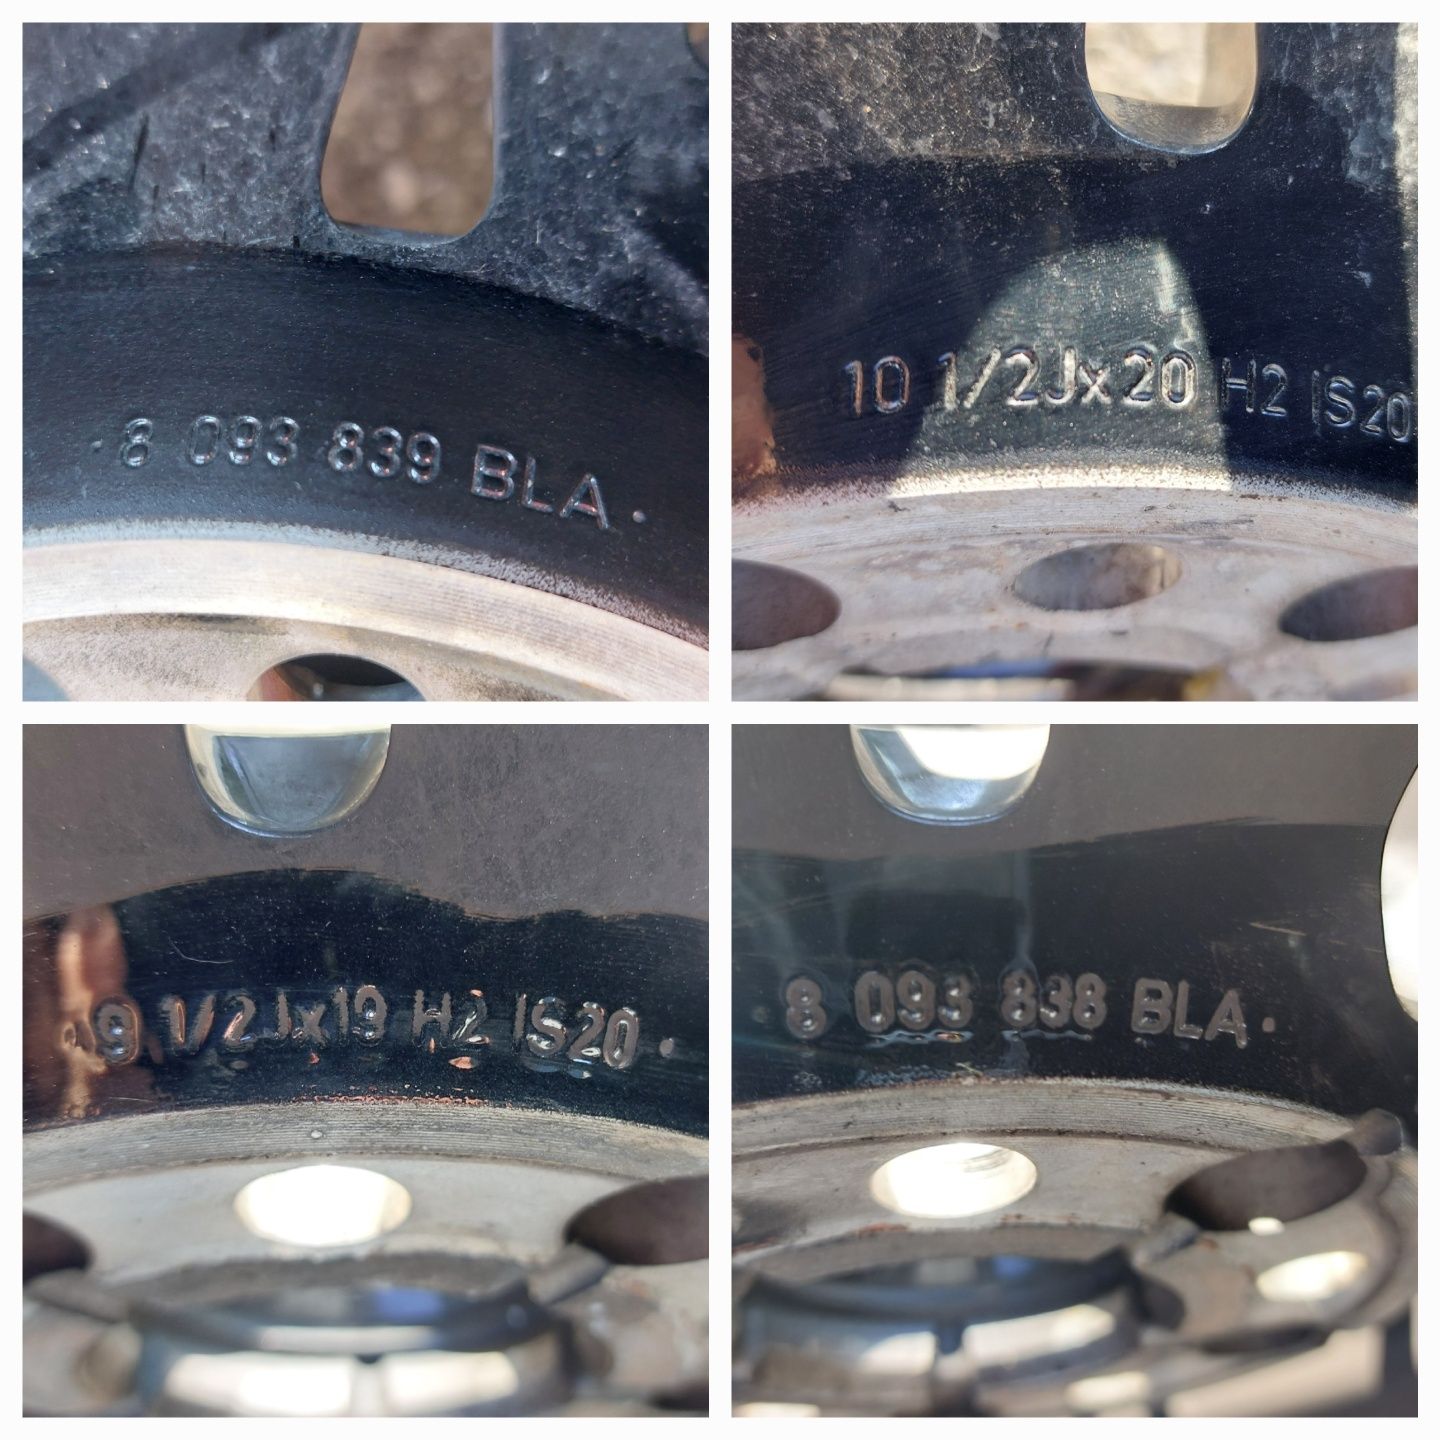 ·8 093 839 BLA·
10 1/2Jx20 H2 IS20
·9 1/2Jx19 H2 IS20·
8 093 838 BLA·